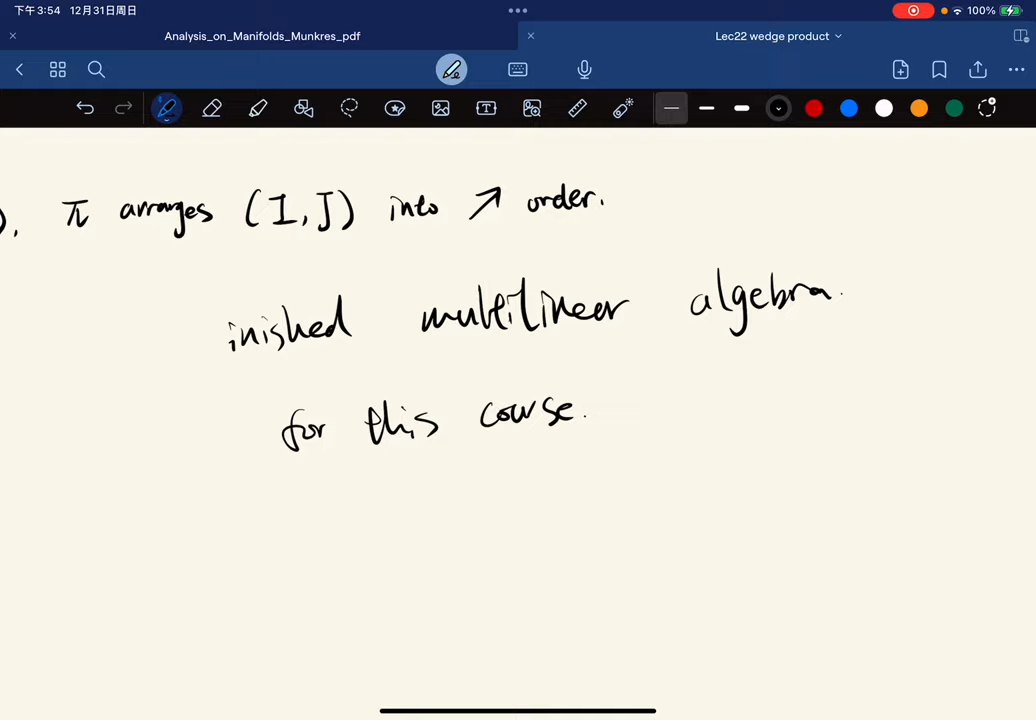 下午3:54 12月31日周日
100%
Analysis_on_Manifolds_Munkres_pdf
Lec22 wedge product
). π arranges (I,J) into ↗ order.
inished multilinear algebra.
for this course.